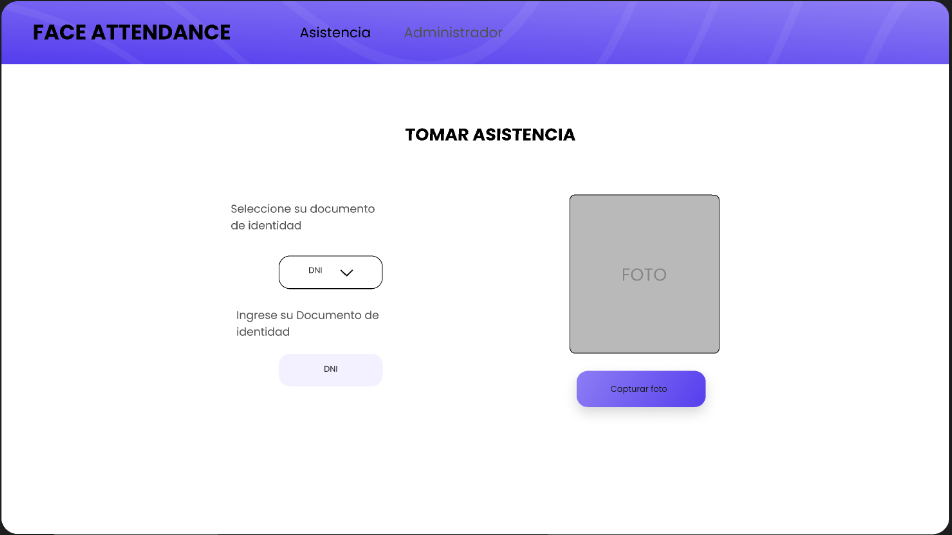 FACE ATTENDANCE
Asistencia
Administrador
TOMAR ASISTENCIA
Seleccione su documento
de identidad
DNI
Ingrese su Documento de
identidad
DNI
FOTO
Capturar foto